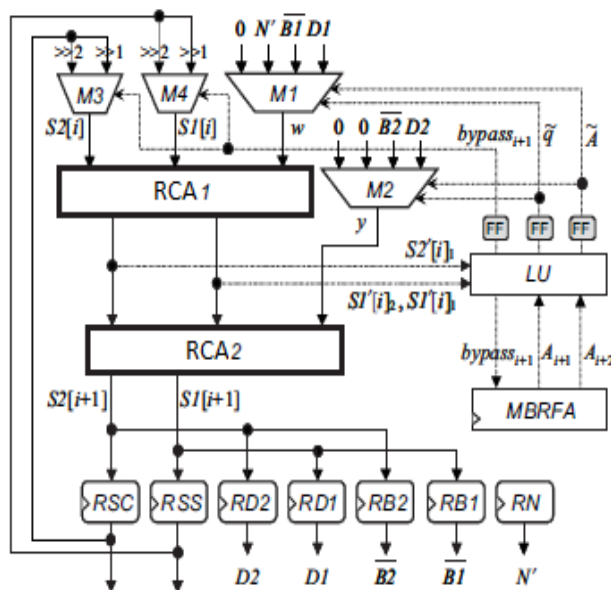 0 N′ B̅1̅ D1
>>2 >>1 >>2 >>1
M3 M4 M1
S2[i] S1[i] w
0 0 B̅2̅ D2
bypassᵢ₊₁ q̃ Ã
M2
RCA1
y
FF FF FF
S2′[i]₁
LU
S1′[i]₂, S1′[i]₁
RCA2
bypassᵢ₊₁ Aᵢ₊₁ Aᵢ₊₂
S2[i+1] S1[i+1]
MBRFA
RSC RSS RD2 RD1 RB2 RB1 RN
D2 D1 B̅2̅ B̅1̅ N′